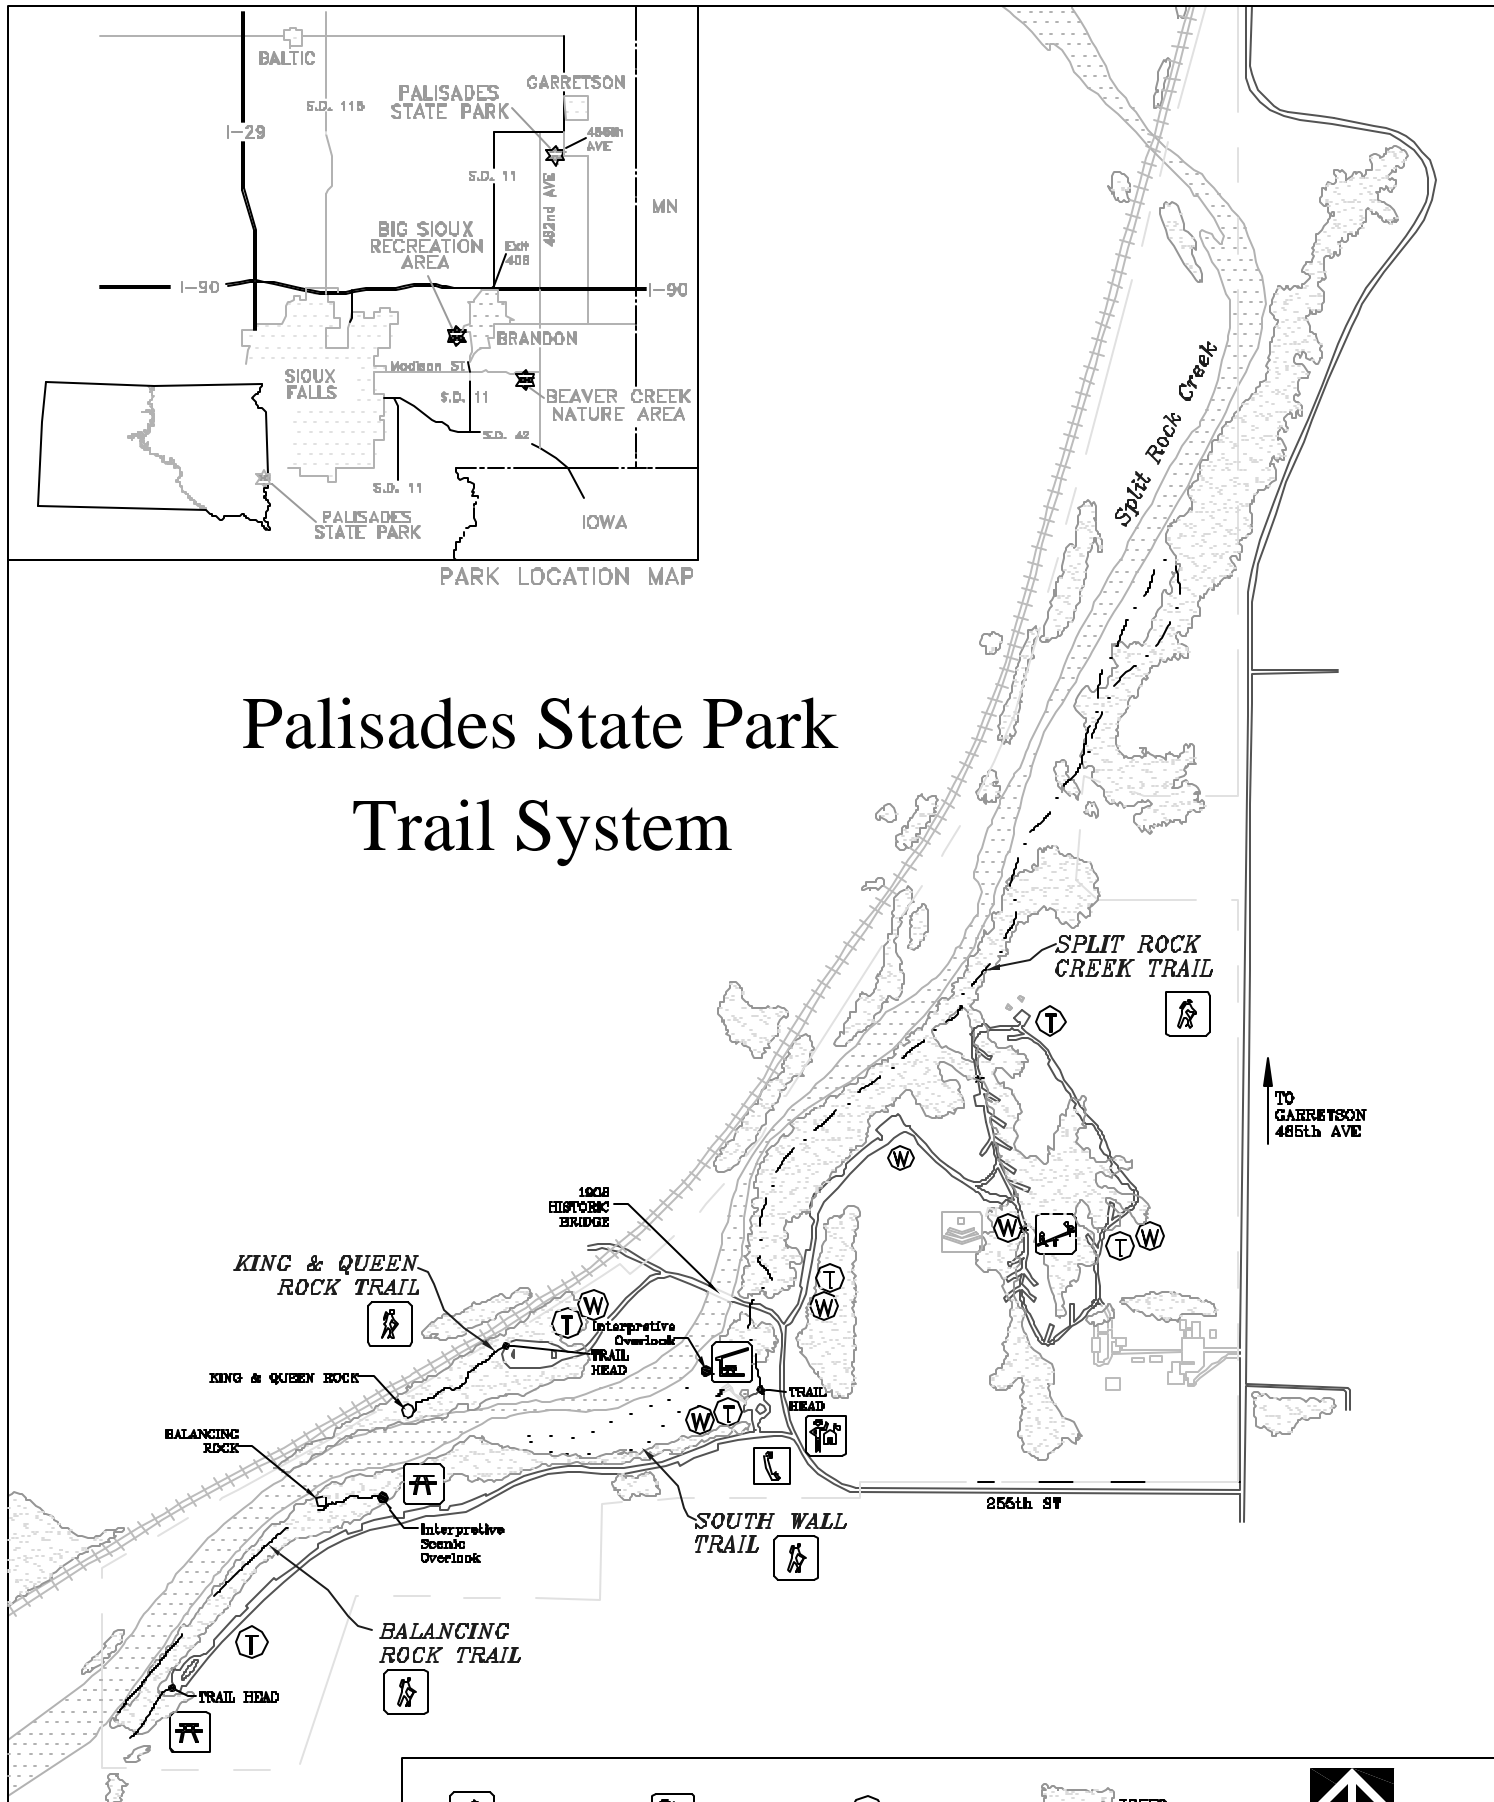 BALTIC
GARRETSON
PALISADES
STATE PARK
S.D. 115
I-29
AVE
S.D. 11
482nd AVE
MN
BIG SIOUX
RECREATION
AREA
Exit
406
I-90
I-90
BRANDON
Madison ST
SIOUX
FALLS
S.D. 11
BEAVER CREEK
NATURE AREA
S.D. 42
S.D. 11
PALISADES
STATE PARK
IOWA
PARK LOCATION MAP
Split Rock Creek
Palisades State Park
Trail System
SPLIT ROCK
CREEK TRAIL
T
TO
GARRETSON
485th AVE
W
1908
HISTORIC
BRIDGE
W
T
W
KING & QUEEN
ROCK TRAIL
T
W
T
W
Interpretive
Overlook
TRAIL
HEAD
KING & QUEEN ROCK
TRAIL
HEAD
W
T
BALANCING
ROCK
255th ST
SOUTH WALL
TRAIL
Interpretive
Scenic
Overlook
BALANCING
ROCK TRAIL
T
TRAIL HEAD